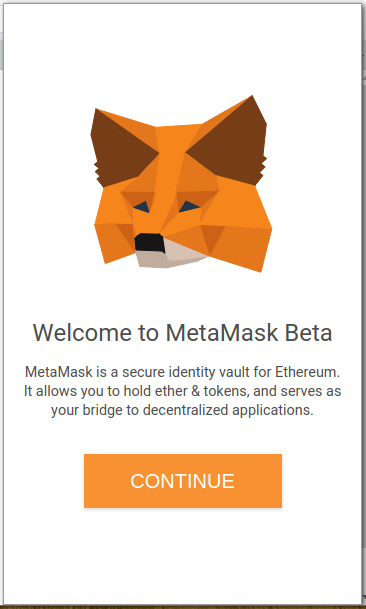 Welcome to MetaMask Beta
MetaMask is a secure identity vault for Ethereum.
It allows you to hold ether & tokens, and serves as
your bridge to decentralized applications.
CONTINUE